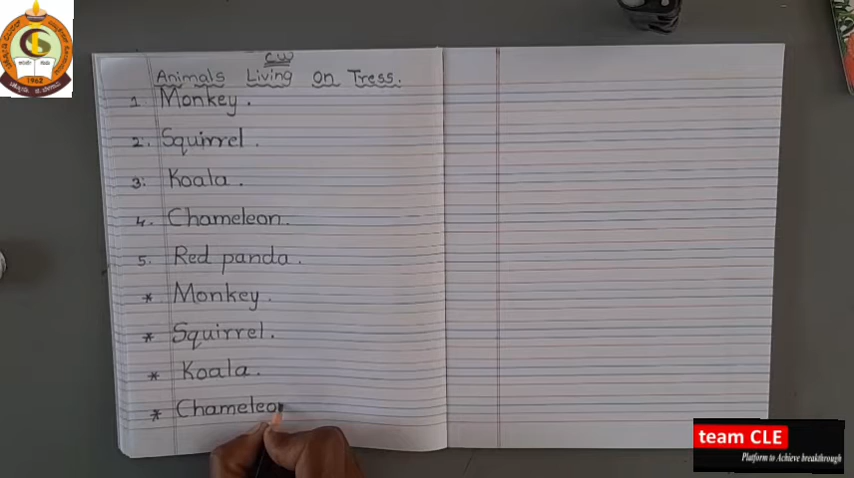 CW
Animals Living on Tress.
1. Monkey.
2. Squirrel.
3. Koala.
4. Chameleon.
5. Red panda.
* Monkey.
* Squirrel.
* Koala.
* Chameleon
1962
team CLE
Platform to Achieve breakthrough